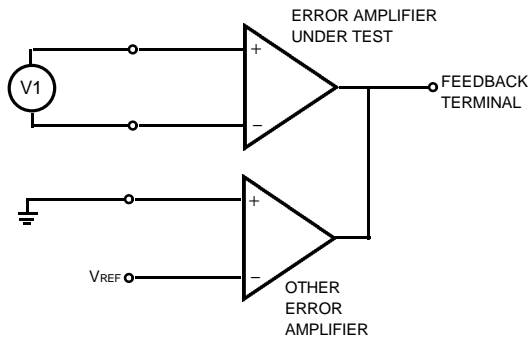 ERROR AMPLIFIER
UNDER TEST
+
V1
−
FEEDBACK
TERMINAL
+
VREF
−
OTHER
ERROR
AMPLIFIER